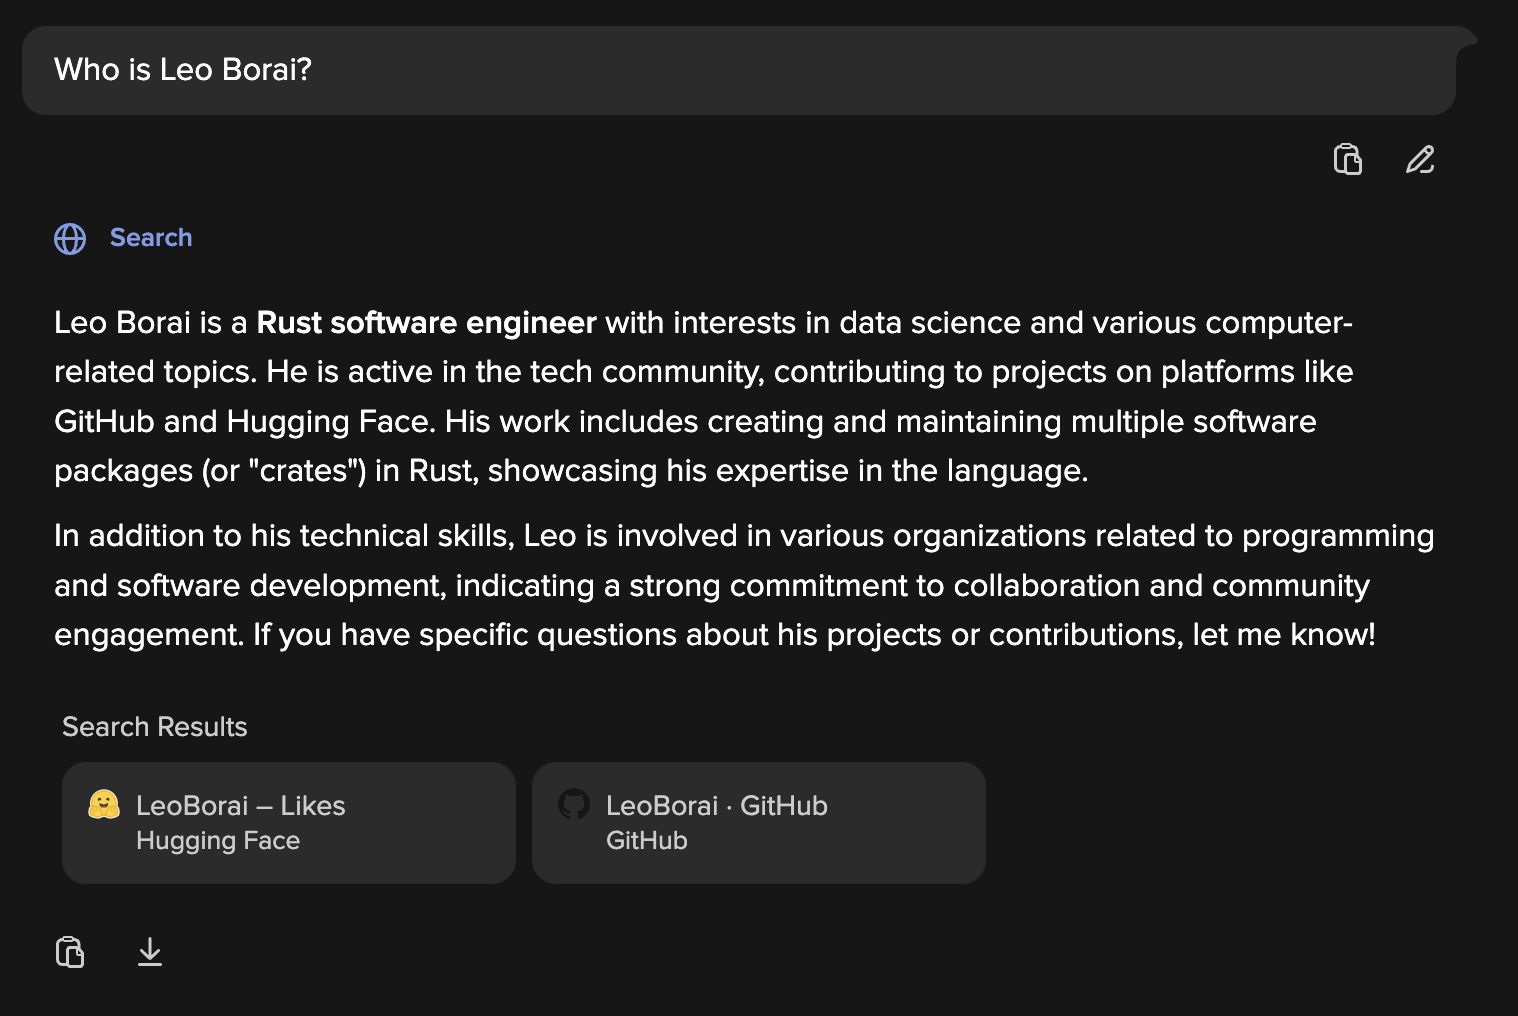 Who is Leo Borai?
Search
Leo Borai is a Rust software engineer with interests in data science and various computer-
related topics. He is active in the tech community, contributing to projects on platforms like
GitHub and Hugging Face. His work includes creating and maintaining multiple software
packages (or "crates") in Rust, showcasing his expertise in the language.
In addition to his technical skills, Leo is involved in various organizations related to programming
and software development, indicating a strong commitment to collaboration and community
engagement. If you have specific questions about his projects or contributions, let me know!
Search Results
LeoBorai – Likes
Hugging Face
LeoBorai · GitHub
GitHub